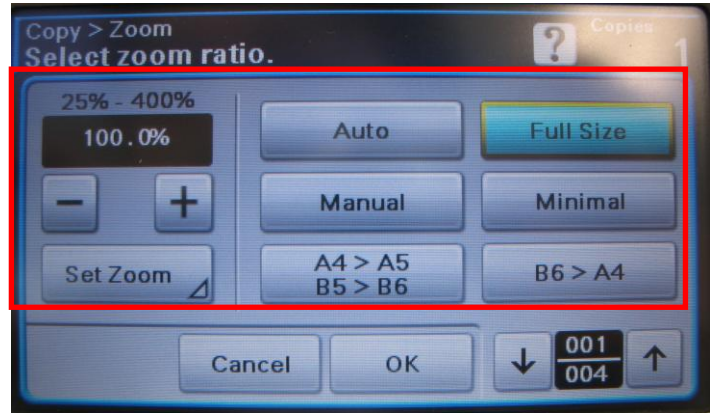 Copy > Zoom
Copies
Select zoom ratio.
?
1
25% - 400%
100.0%
Auto
Full Size
−
+
Manual
Minimal
Set Zoom
A4 > A5
B5 > B6
B6 > A4
Cancel
OK
↓
001
004
↑